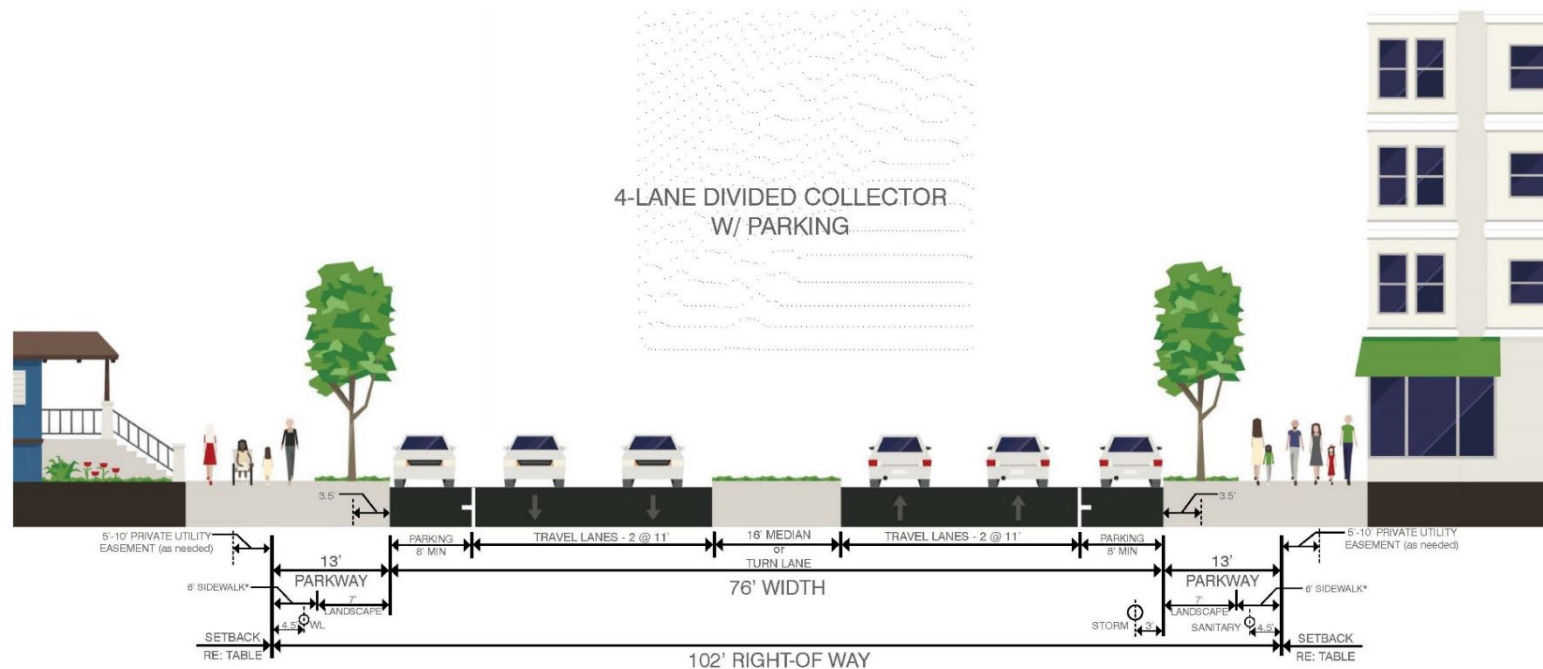 4-LANE DIVIDED COLLECTOR
W/ PARKING
3.5'
3.5'
5'-10' PRIVATE UTILITY
EASEMENT (as needed)
PARKING
8' MIN
TRAVEL LANES - 2 @ 11'
16' MEDIAN
or
TURN LANE
TRAVEL LANES - 2 @ 11'
PARKING
8' MIN
5'-10' PRIVATE UTILITY
EASEMENT (as needed)
13'
PARKWAY
76' WIDTH
13'
PARKWAY
6' SIDEWALK*
7'
LANDSCAPE
7'
LANDSCAPE
6' SIDEWALK*
4.5'
WL
STORM
3'
SANITARY
4.5'
SETBACK
RE: TABLE
102' RIGHT-OF WAY
SETBACK
RE: TABLE